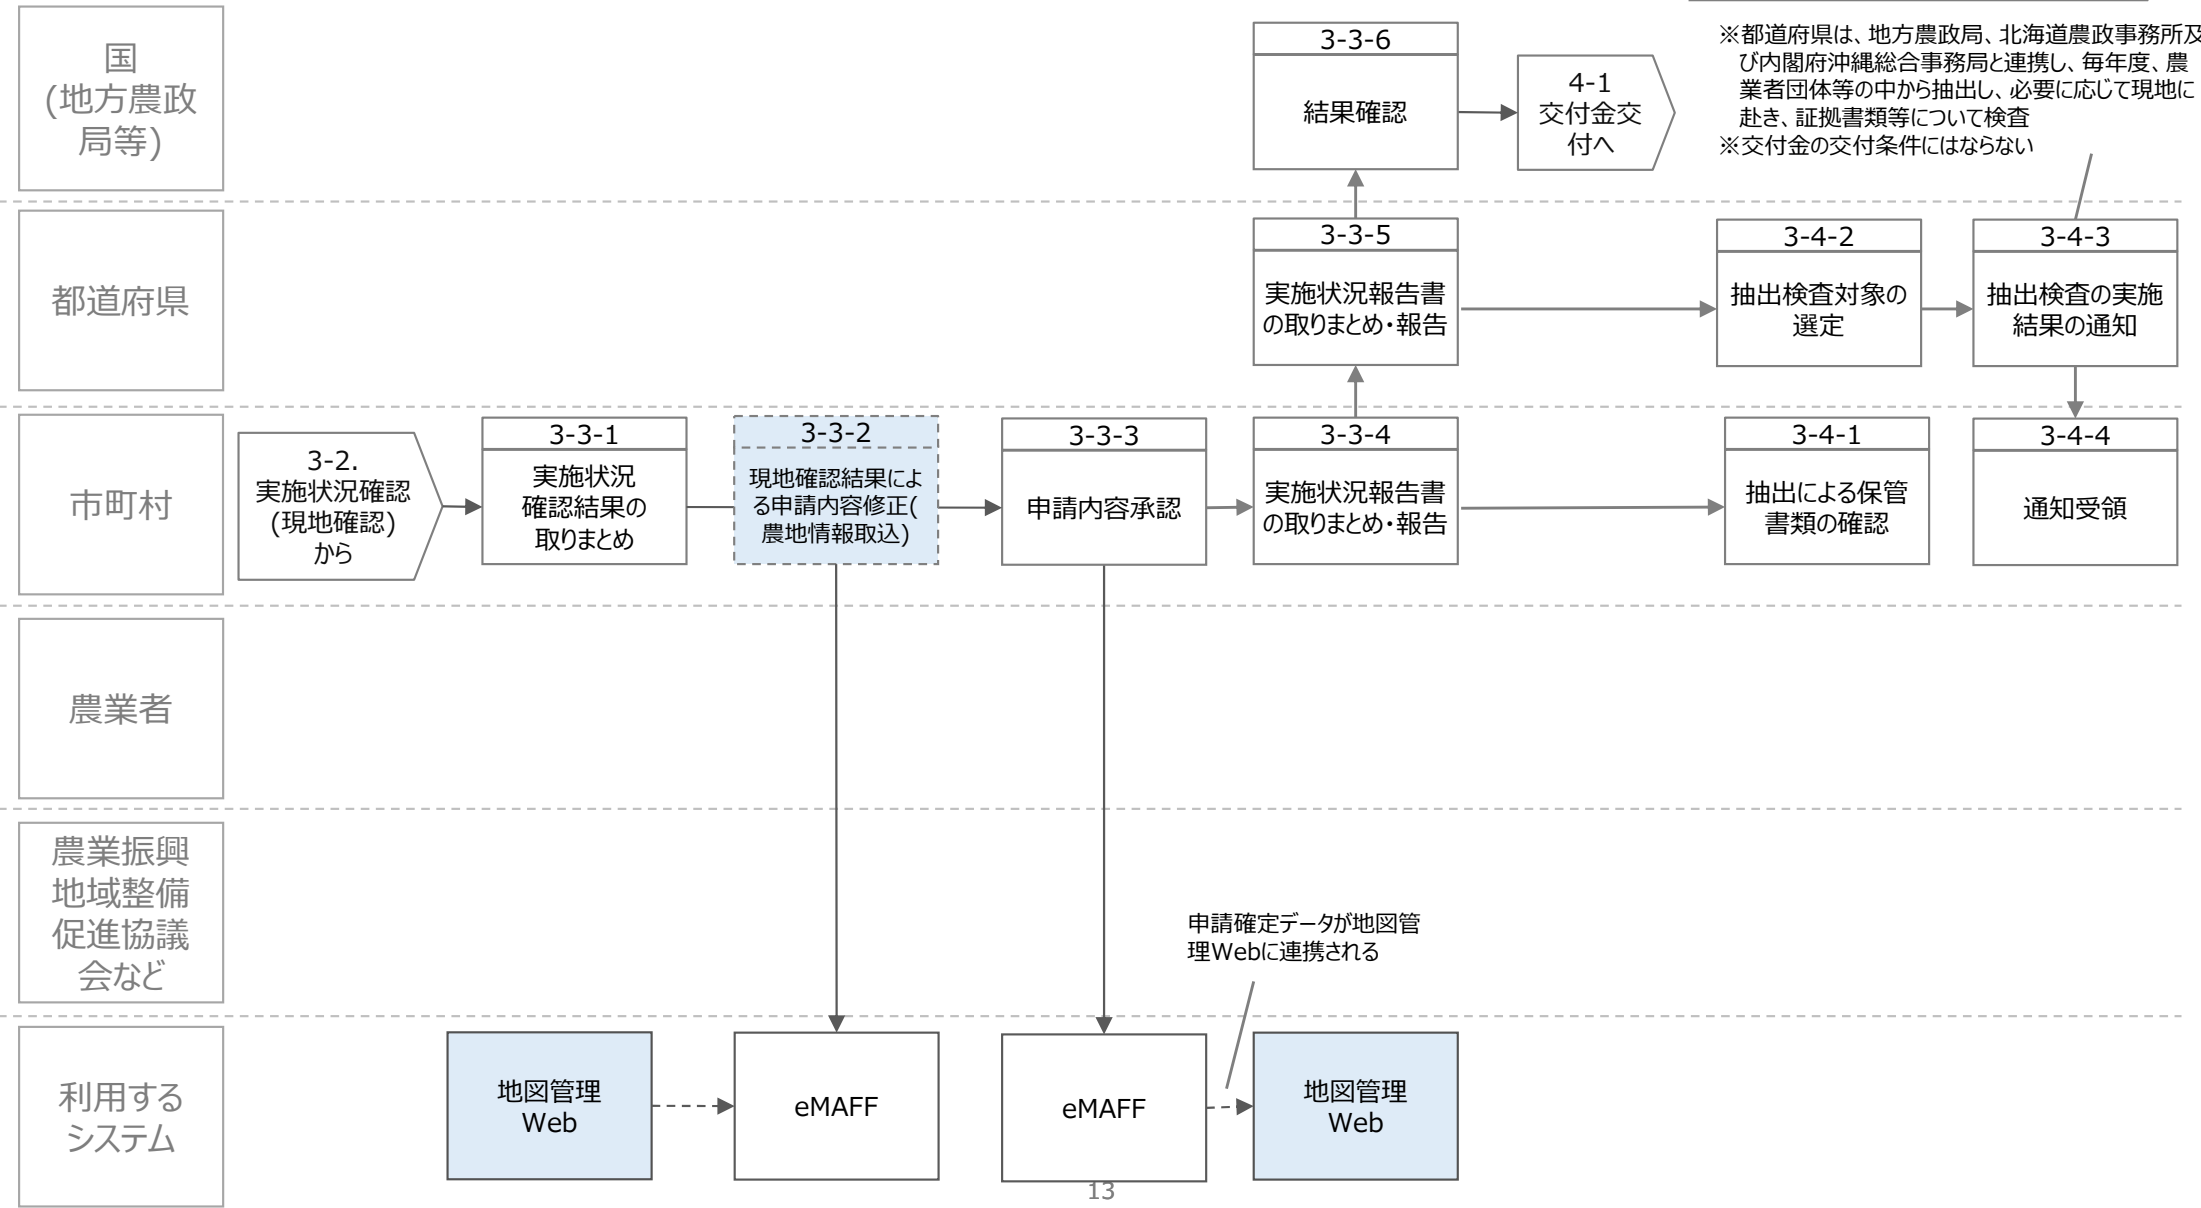 国
(地方農政
局等)
3-3-6
結果確認
4-1
交付金交
付へ
※都道府県は、地方農政局、北海道農政事務所及
び内閣府沖縄総合事務局と連携し、毎年度、農
業者団体等の中から抽出し、必要に応じて現地に
赴き、証拠書類等について検査
※交付金の交付条件にはならない
都道府県
3-3-5
実施状況報告書
の取りまとめ・報告
3-4-2
抽出検査対象の
選定
3-4-3
抽出検査の実施
結果の通知
市町村
3-2.
実施状況確認
(現地確認)
から
3-3-1
実施状況
確認結果の
取りまとめ
3-3-2
現地確認結果によ
る申請内容修正(
農地情報取込)
3-3-3
申請内容承認
3-3-4
実施状況報告書
の取りまとめ・報告
3-4-1
抽出による保管
書類の確認
3-4-4
通知受領
農業者
農業振興
地域整備
促進協議
会など
申請確定データが地図管
理Webに連携される
利用する
システム
地図管理
Web
eMAFF
eMAFF
地図管理
Web
13